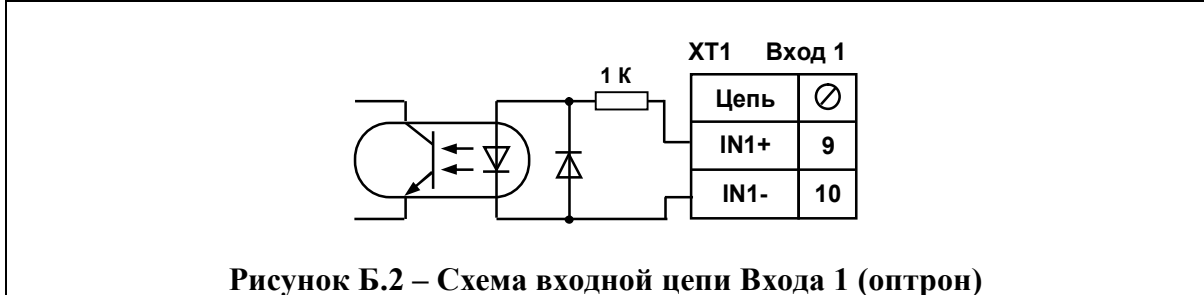 XT1 Вход 1
1 К
Цепь
IN1+ 9
IN1- 10
Рисунок Б.2 – Схема входной цепи Входа 1 (оптрон)